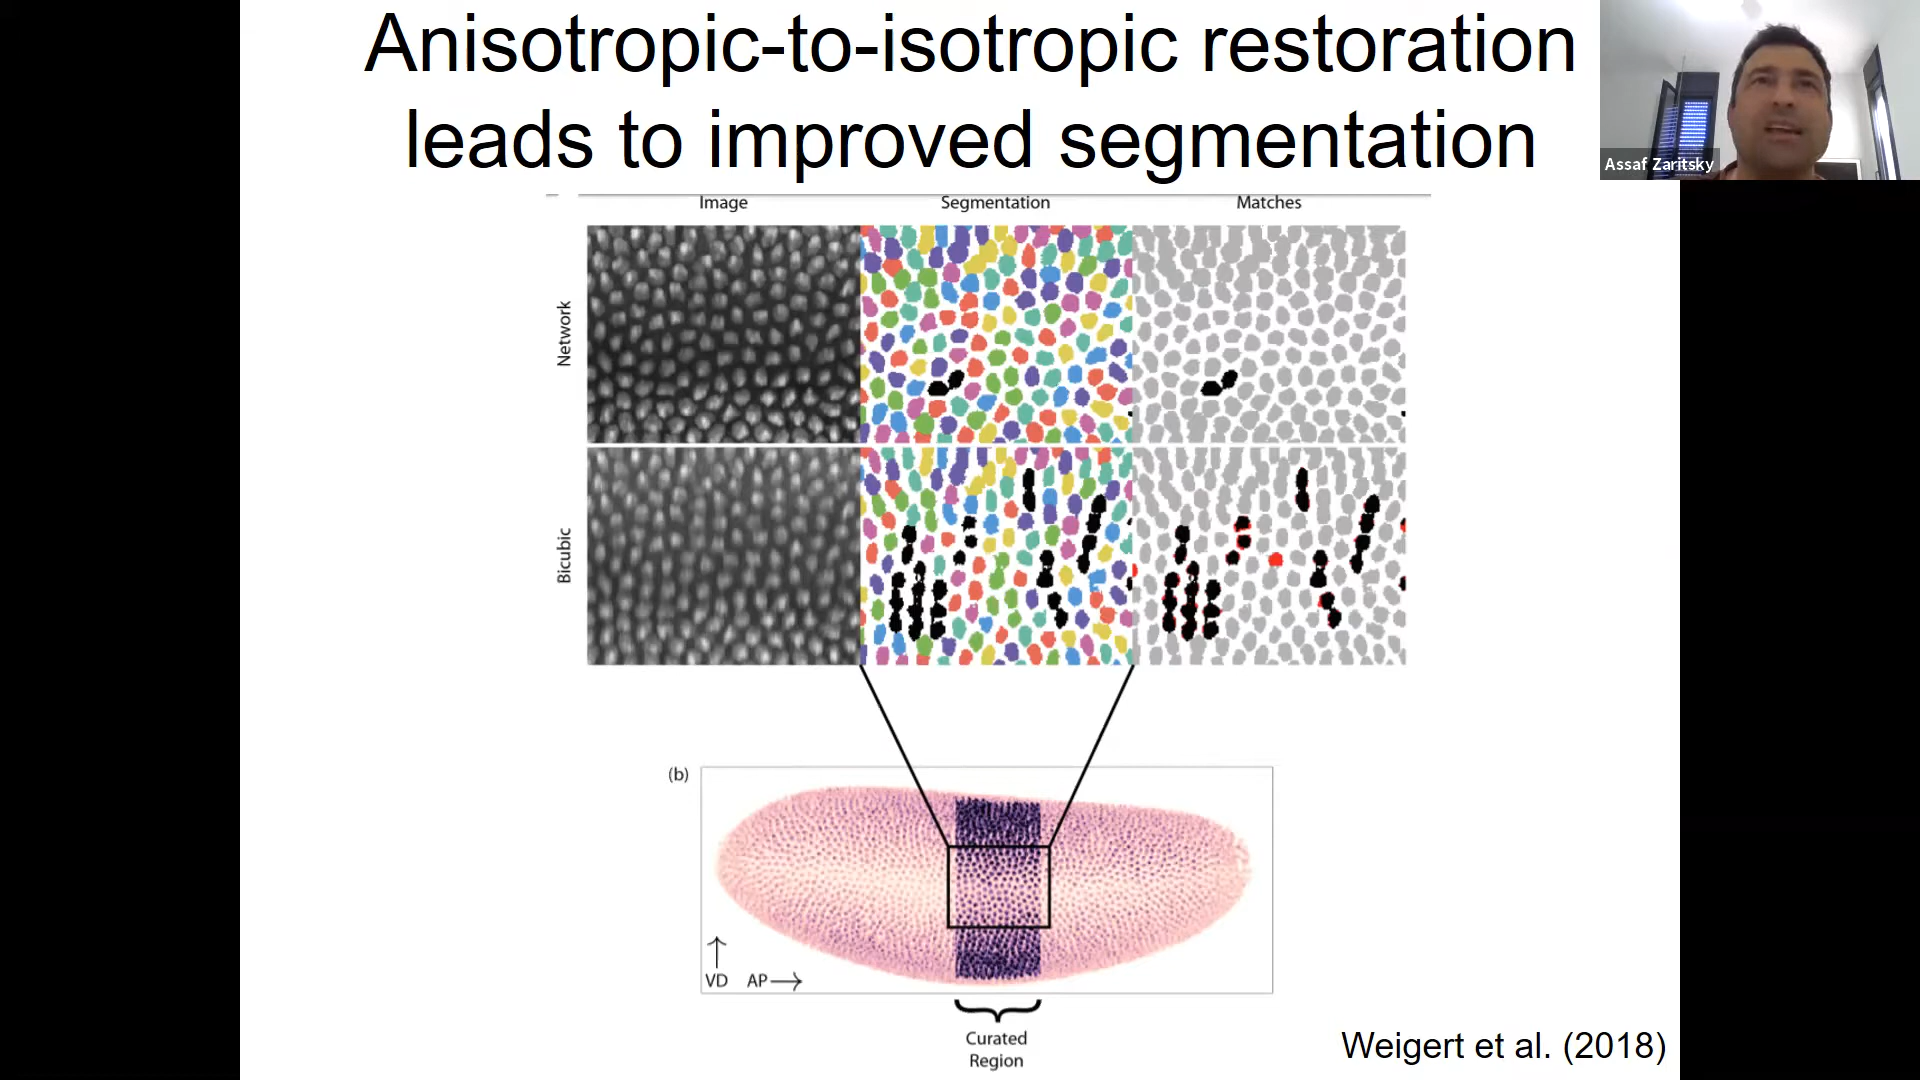 Anisotropic-to-isotropic restoration
leads to improved segmentation
Assaf Zaritsky
Image Segmentation Matches
Network
Bicubic
(b)
VD AP
Curated
Region
Weigert et al. (2018)